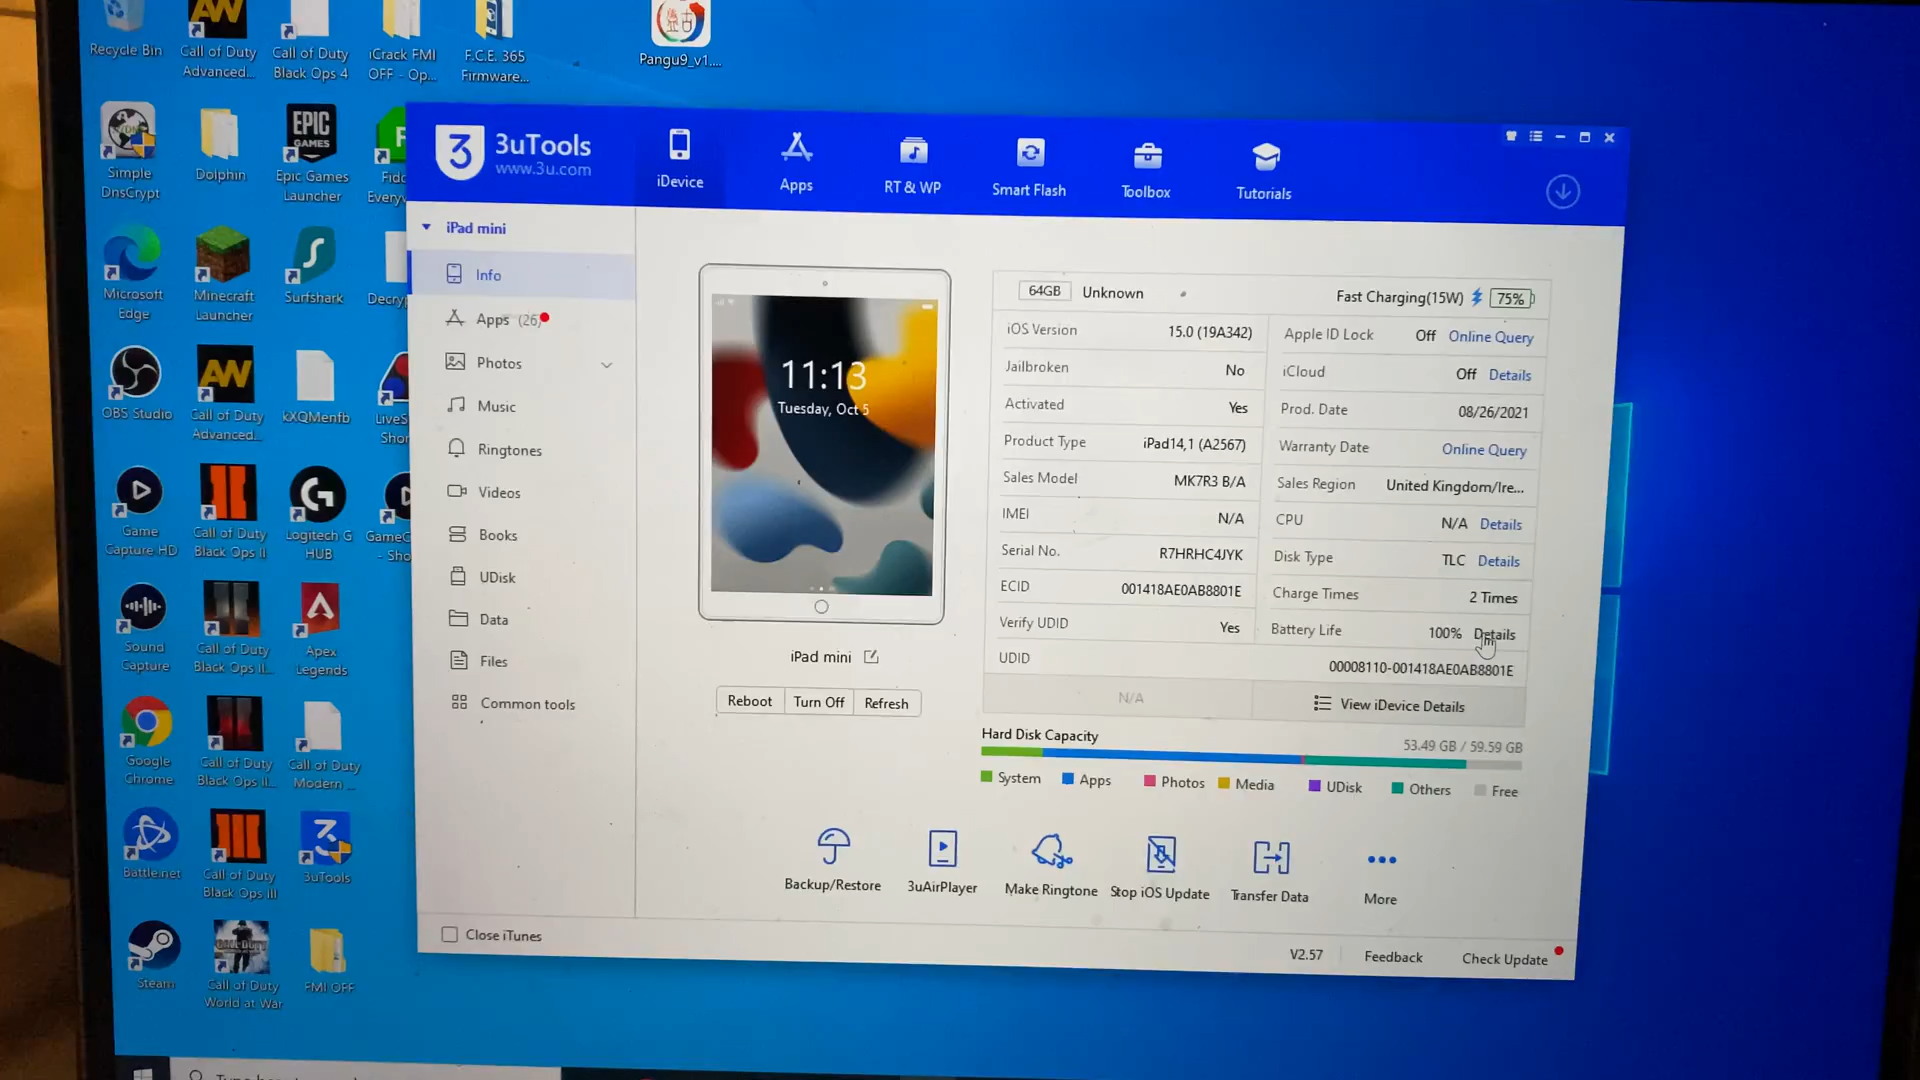 Recycle Bin
Call of Duty
Advanced...
Call of Duty
Black Ops 4
iCrack FMI
OFF - Op...
F.C.E. 365
Firmware...
Pangu9_v1....
Simple
DnsCrypt
Dolphin
EPIC
GAMES
Epic Games
Launcher
Microsoft
Edge
Minecraft
Launcher
Surfshark
OBS Studio
AW
Call of Duty
Advanced...
kXQMenfb
Game
Capture HD
Call of Duty
Black Ops II
Logitech G
HUB
Sound
Capture
Call of Duty
Black Ops II...
Apex
Legends
Google
Chrome
Call of Duty
Black Ops II...
Call of Duty
Modern ...
Battle.net
Call of Duty
Black Ops III
3uTools
Steam
Call of Duty
World at War
FMI OFF
3
3uTools
www.3u.com
iDevice
Apps
RT & WP
Smart Flash
Toolbox
Tutorials
iPad mini
Info
Apps (26)
Photos
Music
Ringtones
Videos
Books
UDisk
Data
Files
Common tools
11:13
Tuesday, Oct 5
iPad mini
Reboot
Turn Off
Refresh
64GB Unknown
Fast Charging(15W) 75%
iOS Version 15.0 (19A342)
Apple ID Lock Off Online Query
Jailbroken No
iCloud Off Details
Activated Yes
Prod. Date 08/26/2021
Product Type iPad14,1 (A2567)
Warranty Date Online Query
Sales Model MK7R3 B/A
Sales Region United Kingdom/Ire...
IMEI N/A
CPU N/A Details
Serial No. R7HRHC4JYK
Disk Type TLC Details
ECID 001418AE0AB8801E
Charge Times 2 Times
Verify UDID Yes
Battery Life 100% Details
UDID 00008110-001418AE0AB8801E
N/A
View iDevice Details
Hard Disk Capacity 53.49 GB / 59.59 GB
System Apps Photos Media UDisk Others Free
Backup/Restore
3uAirPlayer
Make Ringtone
Stop iOS Update
Transfer Data
More
Close iTunes
V2.57
Feedback
Check Update